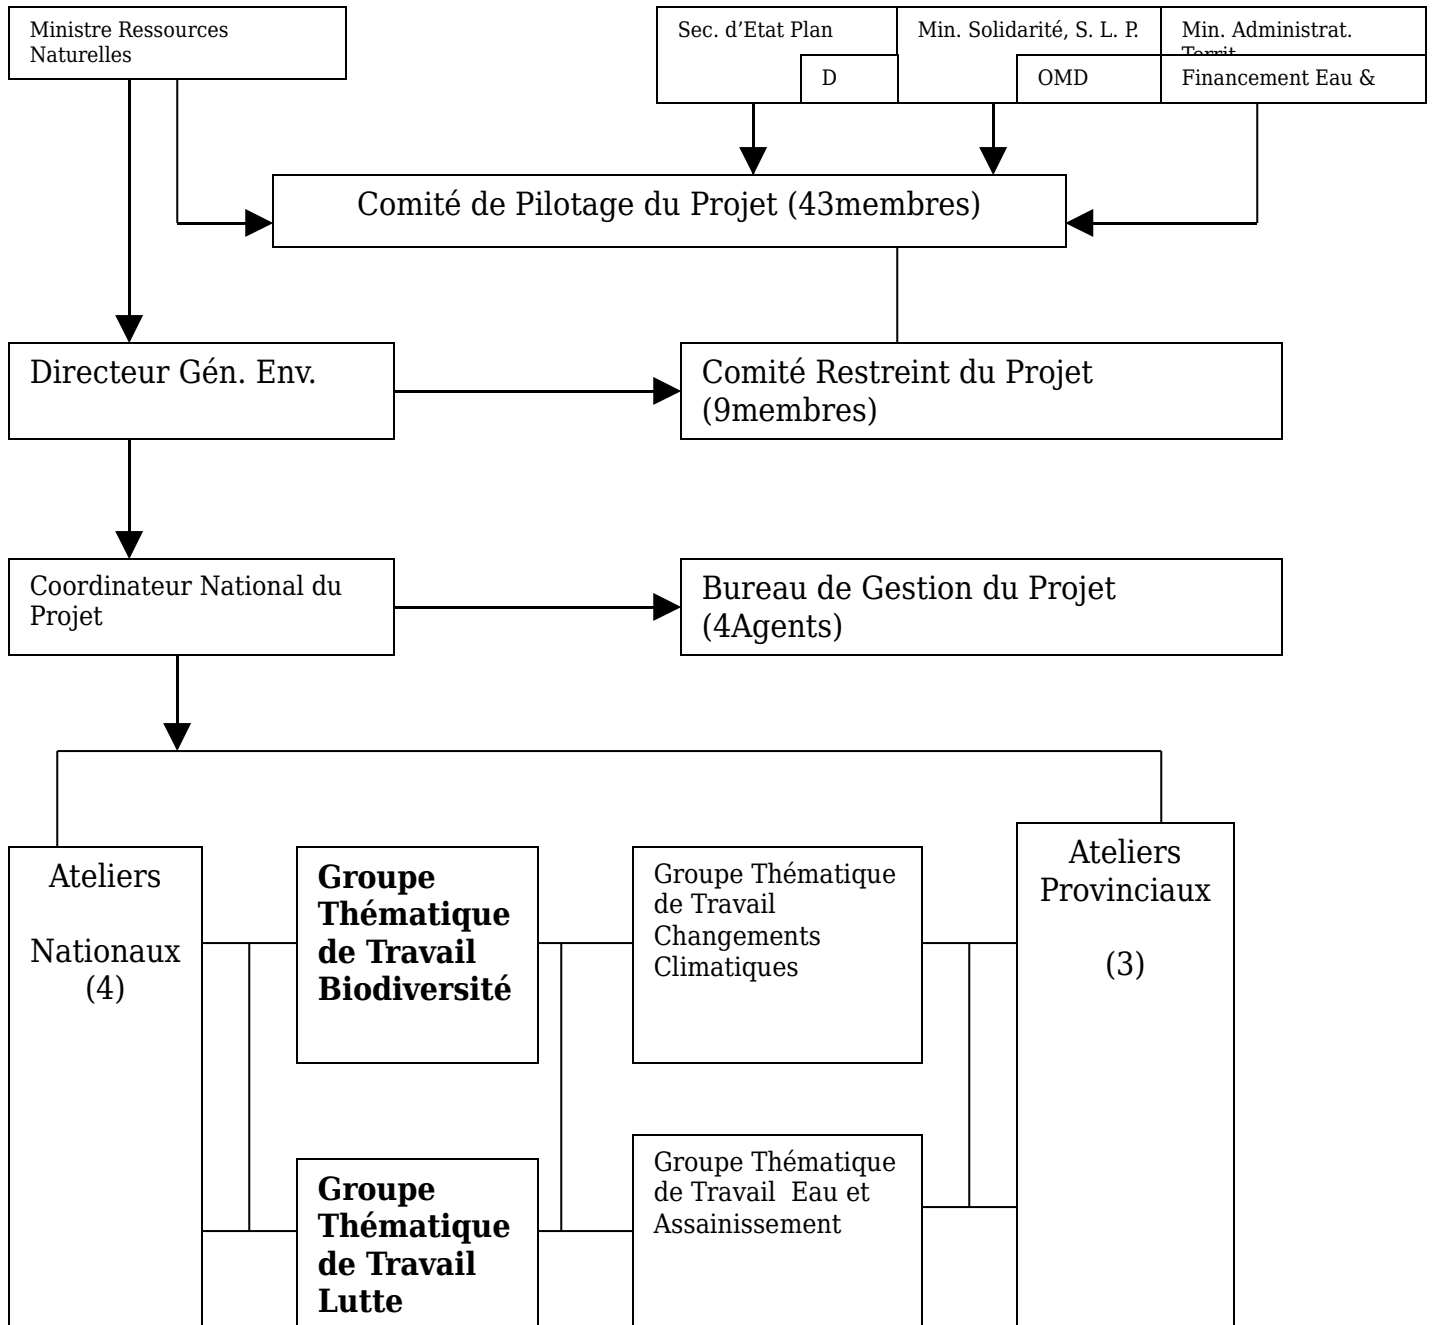 Ministre Ressources
Naturelles
Sec. d’Etat Plan
D
Min. Solidarité, S. L. P.
OMD
Min. Administrat.
Territ
Financement Eau &
Comité de Pilotage du Projet (43membres)
Directeur Gén. Env.
Comité Restreint du Projet
(9membres)
Coordinateur National du
Projet
Bureau de Gestion du Projet
(4Agents)
Ateliers
Nationaux
(4)
Groupe
Thématique
de Travail
Biodiversité
Groupe Thématique
de Travail
Changements
Climatiques
Ateliers
Provinciaux
(3)
Groupe
Thématique
de Travail
Lutte
Groupe Thématique
de Travail  Eau et
Assainissement